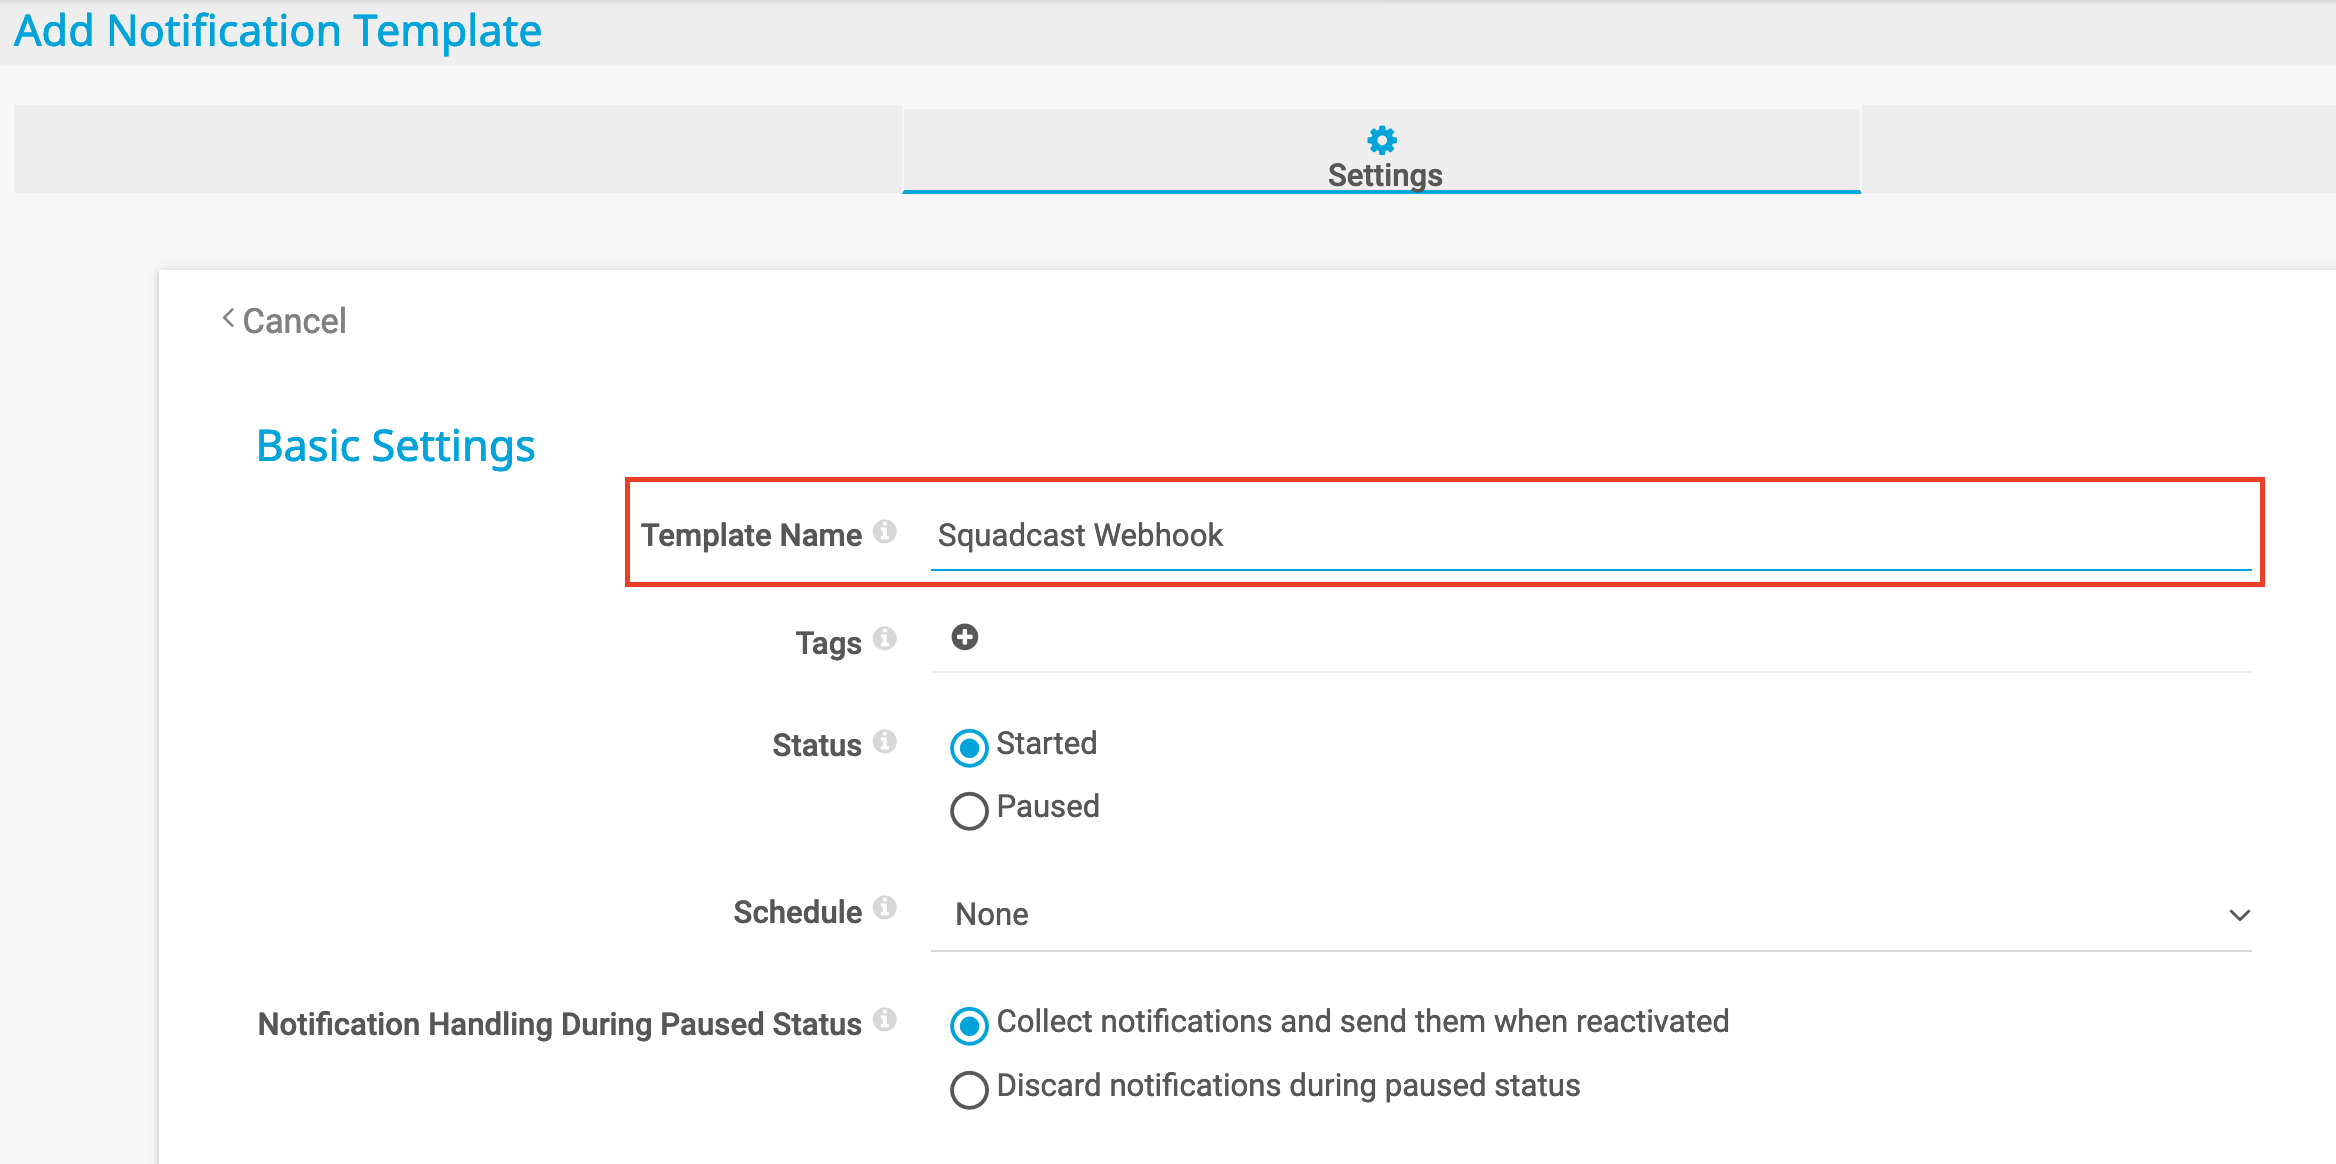 Add Notification Template
Settings
Cancel
Basic Settings
Template Name Squadcast Webhook
Tags
Status Started
Paused
Schedule None
Notification Handling During Paused Status Collect notifications and send them when reactivated
Discard notifications during paused status